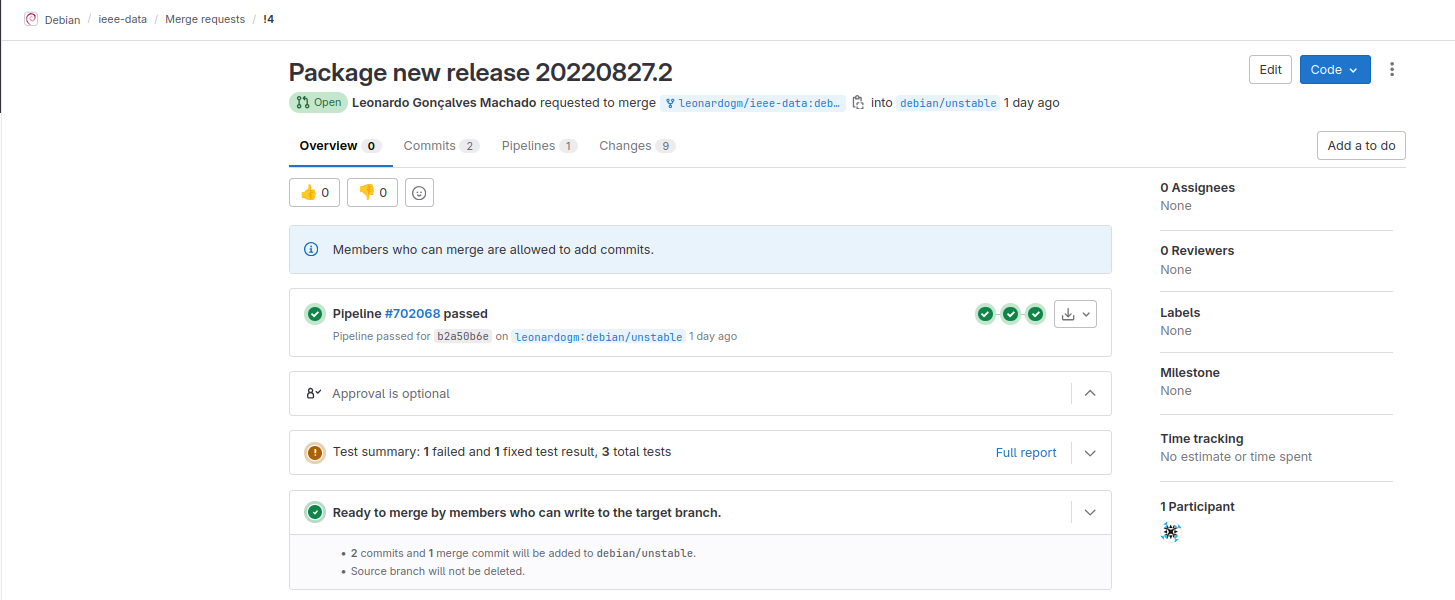 Debian / ieee-data / Merge requests / !4
Package new release 20220827.2
Edit
Code
Open Leonardo Gonçalves Machado requested to merge leonardogm/ieee-data:deb… into debian/unstable 1 day ago
Overview 0 Commits 2 Pipelines 1 Changes 9
Add a to do
👍 0 👎 0
Members who can merge are allowed to add commits.
Pipeline #702068 passed
Pipeline passed for b2a50b6e on leonardogm:debian/unstable 1 day ago
Approval is optional
Test summary: 1 failed and 1 fixed test result, 3 total tests
Full report
Ready to merge by members who can write to the target branch.
• 2 commits and 1 merge commit will be added to debian/unstable.
• Source branch will not be deleted.
0 Assignees
None
0 Reviewers
None
Labels
None
Milestone
None
Time tracking
No estimate or time spent
1 Participant